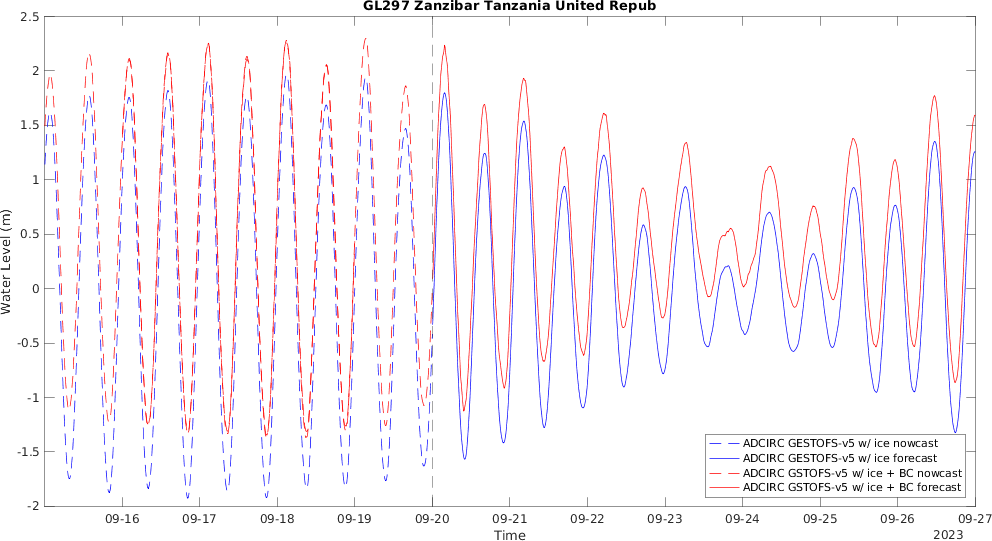 GL297 Zanzibar Tanzania United Repub
2.5
2
1.5
1
0.5
0
-0.5
-1
-1.5
-2
Water Level (m)
09-16 09-17 09-18 09-19 09-20 09-21 09-22 09-23 09-24 09-25 09-26 09-27
Time
2023
ADCIRC GESTOFS-v5 w/ ice nowcast
ADCIRC GESTOFS-v5 w/ ice forecast
ADCIRC GSTOFS-v5 w/ ice + BC nowcast
ADCIRC GSTOFS-v5 w/ ice + BC forecast